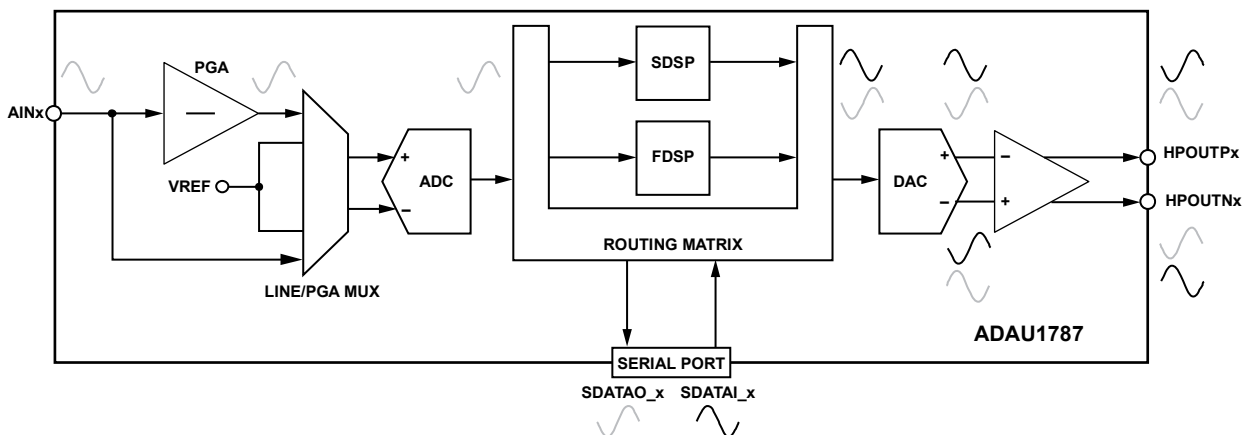 PGA
AINx
VREF
LINE/PGA MUX
+
−
ADC
SDSP
FDSP
ROUTING MATRIX
DAC
+
−
−
+
HPOUTPx
HPOUTNx
ADAU1787
SERIAL PORT
SDATAO_x
SDATAI_x